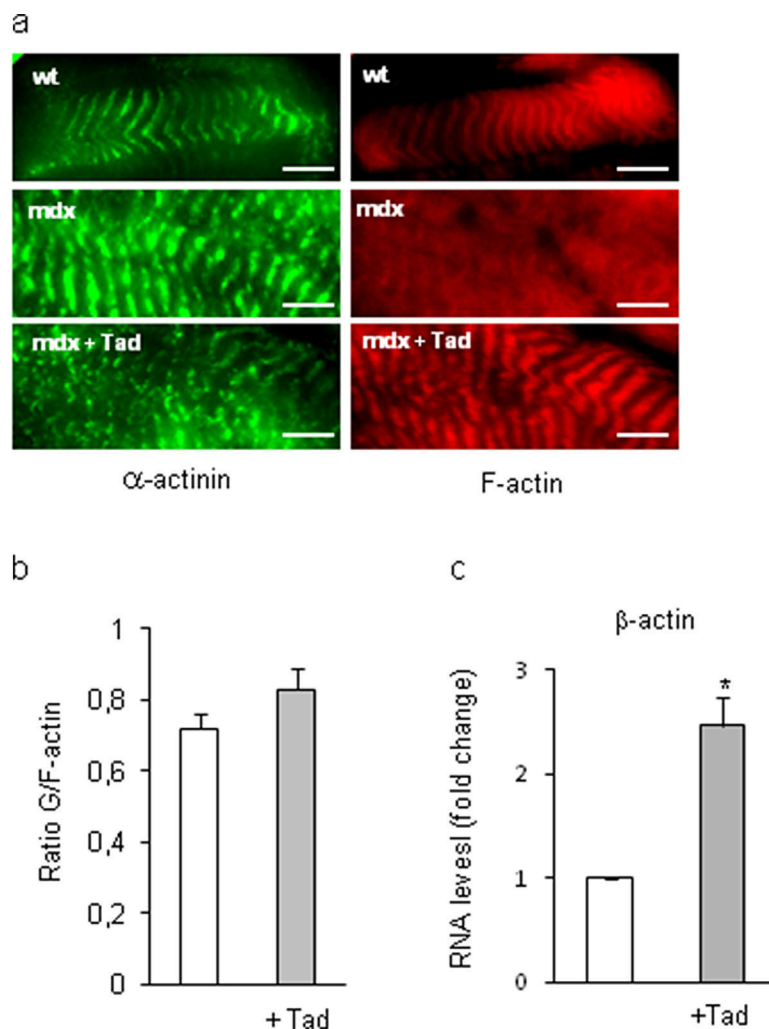 a
wt
wt
mdx
mdx
mdx + Tad
mdx + Tad
α-actinin
F-actin
b
Ratio G/F-actin
1
0,8
0,6
0,4
0,2
0
+ Tad
c
β-actin
RNA levesl (fold change)
3
2
1
0
*
+Tad